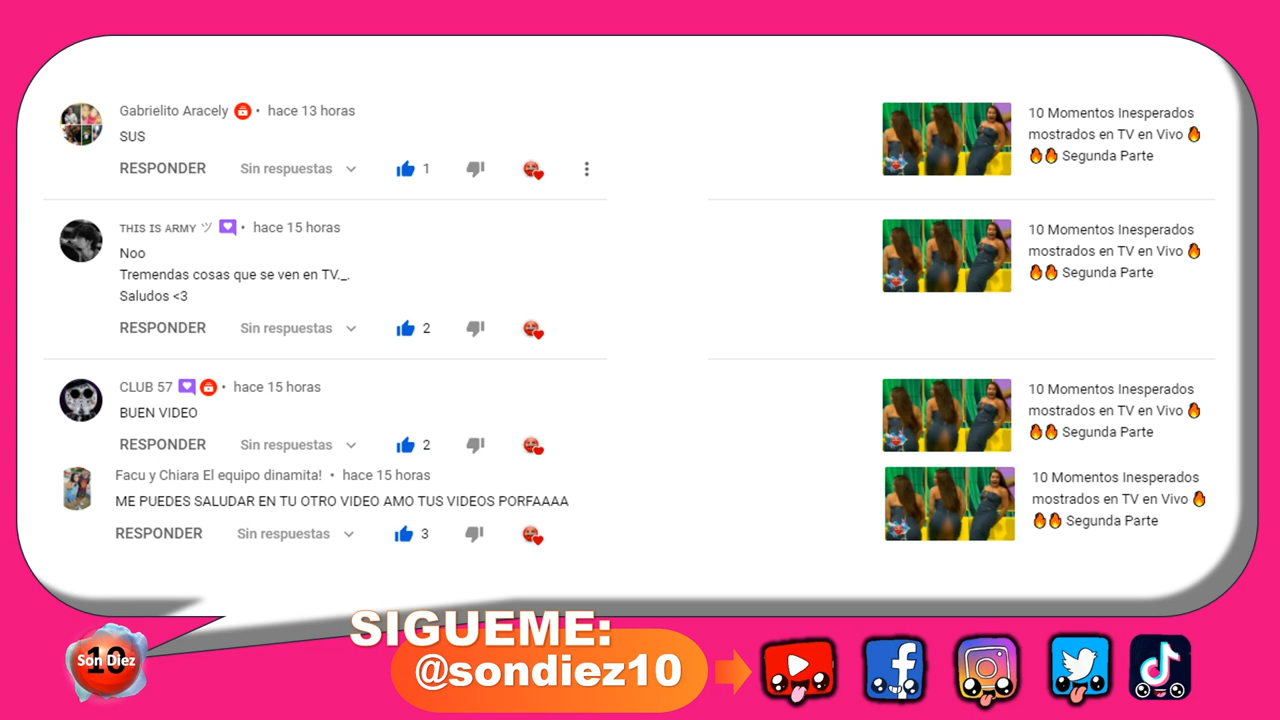 Gabrielito Aracely • hace 13 horas
SUS
RESPONDER Sin respuestas 1
10 Momentos Inesperados
mostrados en TV en Vivo 🔥
🔥🔥 Segunda Parte
THIS IS ARMY ツ • hace 15 horas
Noo
Tremendas cosas que se ven en TV._.
Saludos <3
RESPONDER Sin respuestas 2
10 Momentos Inesperados
mostrados en TV en Vivo 🔥
🔥🔥 Segunda Parte
CLUB 57 • hace 15 horas
BUEN VIDEO
RESPONDER Sin respuestas 2
10 Momentos Inesperados
mostrados en TV en Vivo 🔥
🔥🔥 Segunda Parte
Facu y Chiara El equipo dinamita! • hace 15 horas
ME PUEDES SALUDAR EN TU OTRO VIDEO AMO TUS VIDEOS PORFAAAA
RESPONDER Sin respuestas 3
10 Momentos Inesperados
mostrados en TV en Vivo 🔥
🔥🔥 Segunda Parte
Son Diez
10
SIGUEME:
@sondiez10